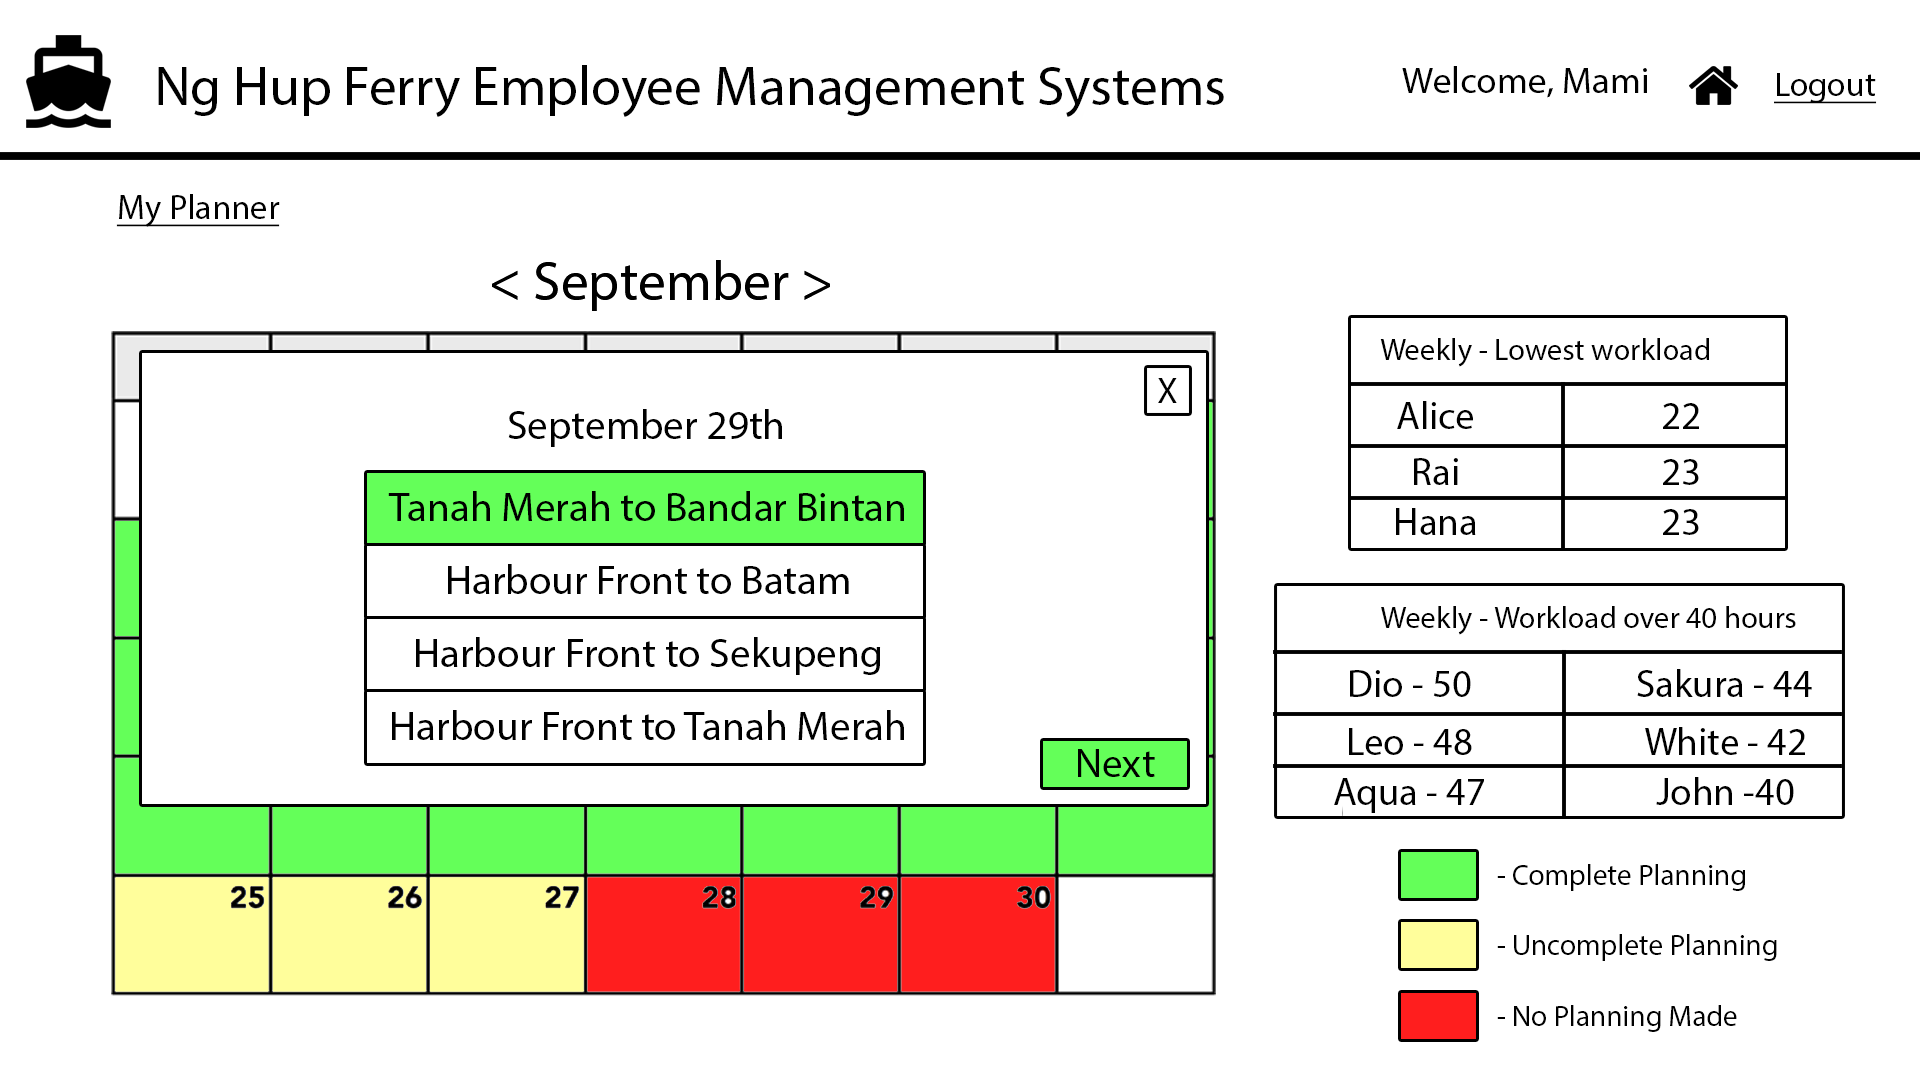 Ng Hup Ferry Employee Management Systems
Welcome, Mami
Logout
My Planner
< September >
X
September 29th
Tanah Merah to Bandar Bintan
Harbour Front to Batam
Harbour Front to Sekupeng
Harbour Front to Tanah Merah
Next
25 26 27 28 29 30
Weekly - Lowest workload
Alice 22
Rai 23
Hana 23
Weekly - Workload over 40 hours
Dio - 50 Sakura - 44
Leo - 48 White - 42
Aqua - 47 John -40
- Complete Planning
- Uncomplete Planning
- No Planning Made